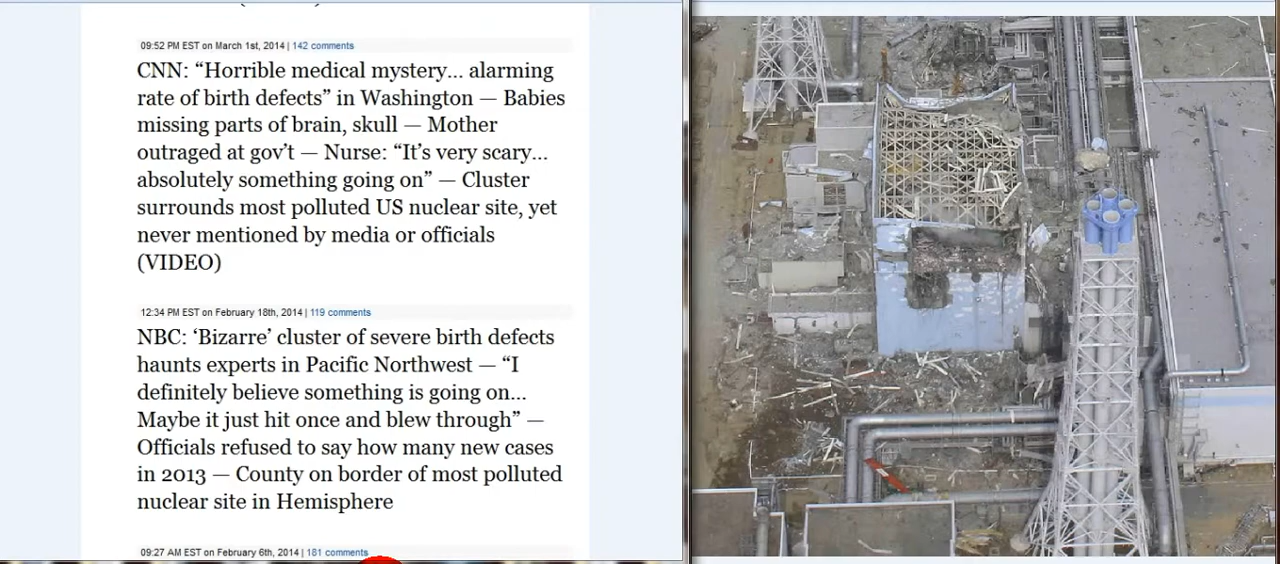 09:52 PM EST on March 1st, 2014 | 142 comments
CNN: “Horrible medical mystery… alarming
rate of birth defects” in Washington — Babies
missing parts of brain, skull — Mother
outraged at gov’t — Nurse: “It’s very scary…
absolutely something going on” — Cluster
surrounds most polluted US nuclear site, yet
never mentioned by media or officials
(VIDEO)
12:34 PM EST on February 18th, 2014 | 119 comments
NBC: ‘Bizarre’ cluster of severe birth defects
haunts experts in Pacific Northwest — “I
definitely believe something is going on…
Maybe it just hit once and blew through” —
Officials refused to say how many new cases
in 2013 — County on border of most polluted
nuclear site in Hemisphere
09:27 AM EST on February 6th, 2014 | 181 comments